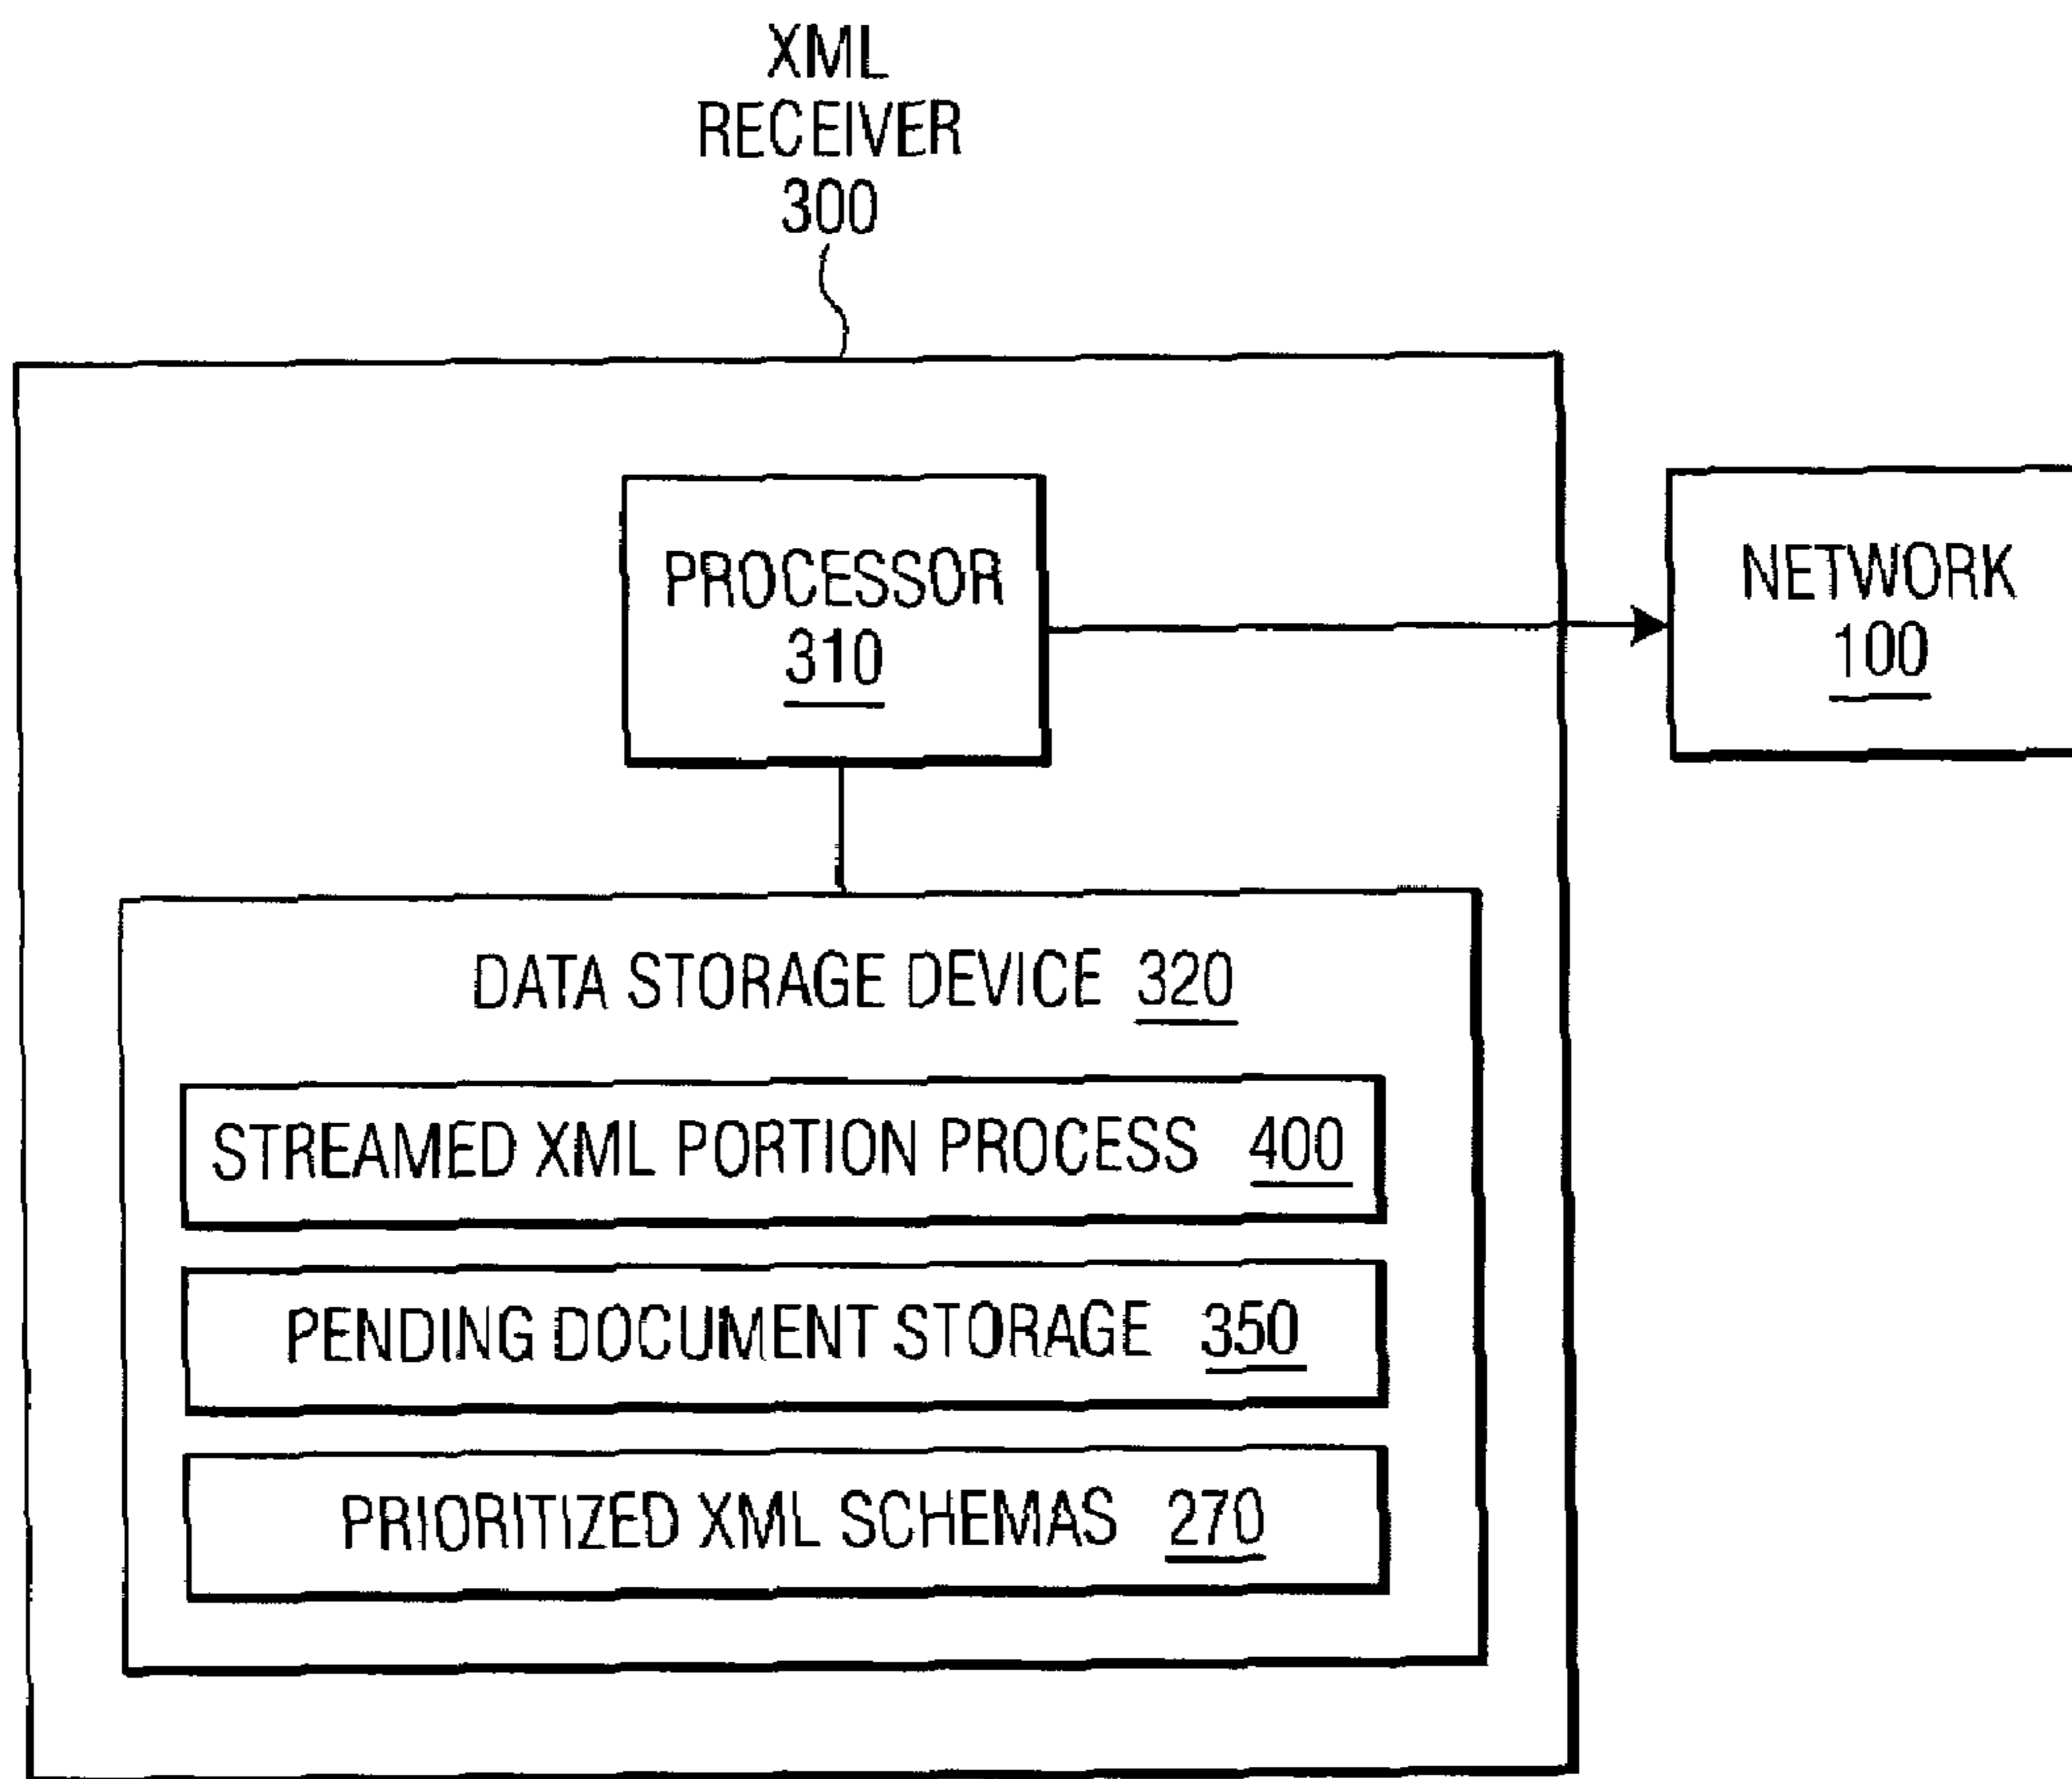 XML
RECEIVER
300
PROCESSOR
310
NETWORK
100
DATA STORAGE DEVICE 320
STREAMED XML PORTION PROCESS 400
PENDING DOCUMENT STORAGE 350
PRIORITIZED XML SCHEMAS 270